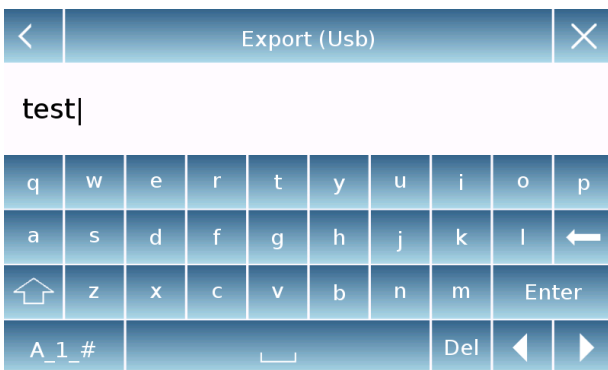 Export (Usb)
test
q w e r t y u i o p
a s d f g h j k l
z x c v b n m Enter
A_1_# Del